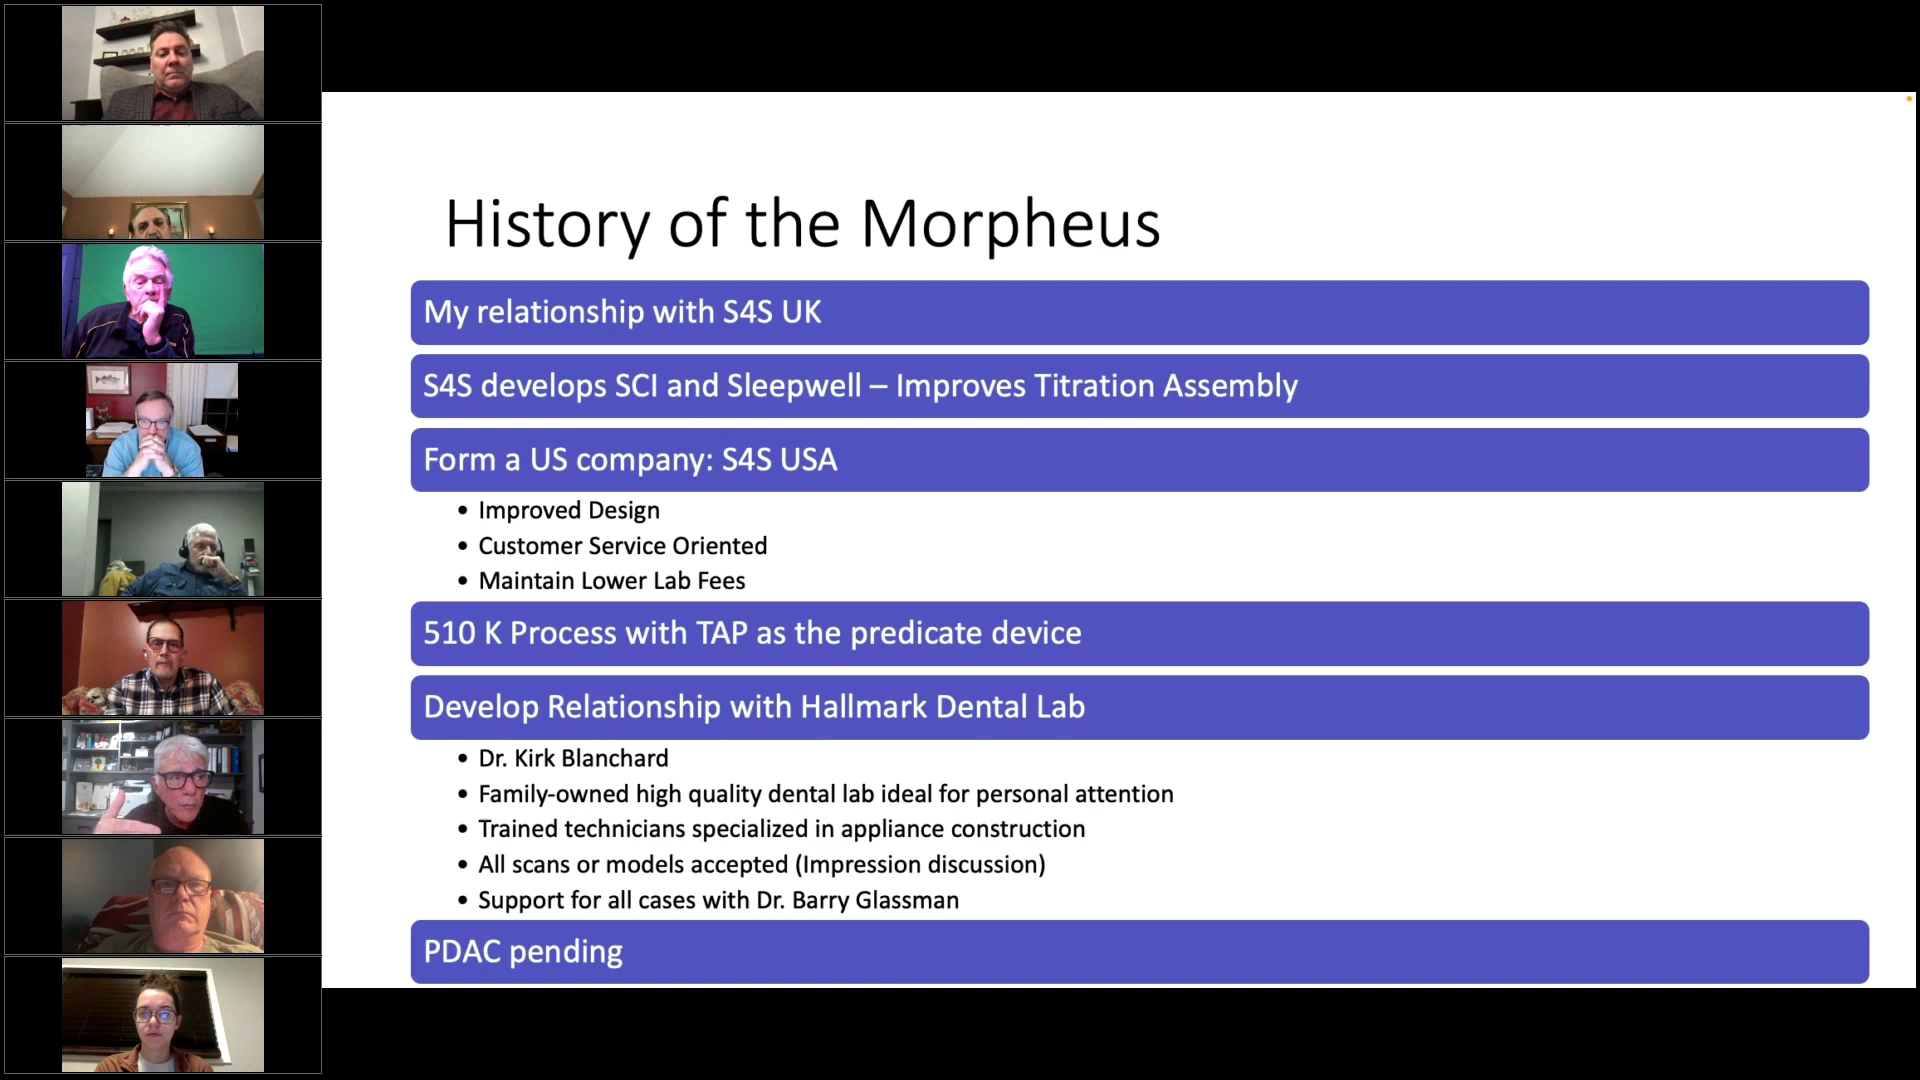 History of the Morpheus
My relationship with S4S UK
S4S develops SCI and Sleepwell – Improves Titration Assembly
Form a US company: S4S USA
• Improved Design
• Customer Service Oriented
• Maintain Lower Lab Fees
510 K Process with TAP as the predicate device
Develop Relationship with Hallmark Dental Lab
• Dr. Kirk Blanchard
• Family-owned high quality dental lab ideal for personal attention
• Trained technicians specialized in appliance construction
• All scans or models accepted (Impression discussion)
• Support for all cases with Dr. Barry Glassman
PDAC pending